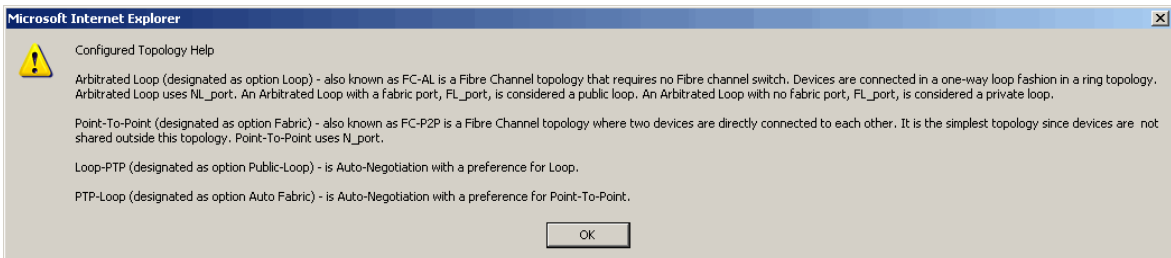 Microsoft Internet Explorer
Configured Topology Help
Arbitrated Loop (designated as option Loop) - also known as FC-AL is a Fibre Channel topology that requires no Fibre channel switch. Devices are connected in a one-way loop fashion in a ring topology.
Arbitrated Loop uses NL_port. An Arbitrated Loop with a fabric port, FL_port, is considered a public loop. An Arbitrated Loop with no fabric port, FL_port, is considered a private loop.
Point-To-Point (designated as option Fabric) - also known as FC-P2P is a Fibre Channel topology where two devices are directly connected to each other. It is the simplest topology since devices are not
shared outside this topology. Point-To-Point uses N_port.
Loop-PTP (designated as option Public-Loop) - is Auto-Negotiation with a preference for Loop.
PTP-Loop (designated as option Auto Fabric) - is Auto-Negotiation with a preference for Point-To-Point.
OK